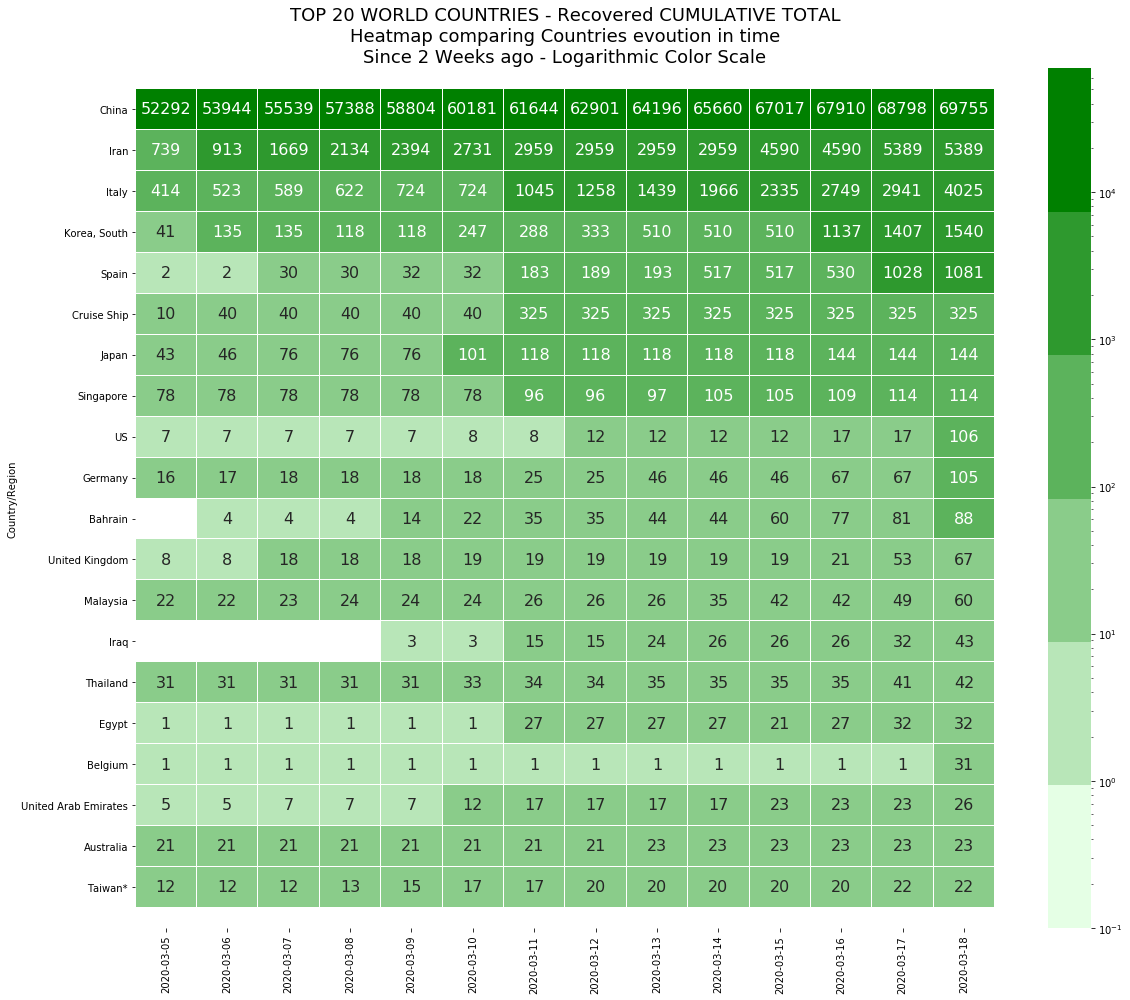 TOP 20 WORLD COUNTRIES - Recovered CUMULATIVE TOTAL
Heatmap comparing Countries evoution in time
Since 2 Weeks ago - Logarithmic Color Scale
China 52292 53944 55539 57388 58804 60181 61644 62901 64196 65660 67017 67910 68798 69755
Iran 739 913 1669 2134 2394 2731 2959 2959 2959 2959 4590 4590 5389 5389
Italy 414 523 589 622 724 724 1045 1258 1439 1966 2335 2749 2941 4025
Korea, South 41 135 135 118 118 247 288 333 510 510 510 1137 1407 1540
Spain 2 2 30 30 32 32 183 189 193 517 517 530 1028 1081
Cruise Ship 10 40 40 40 40 40 325 325 325 325 325 325 325 325
Japan 43 46 76 76 76 101 118 118 118 118 118 144 144 144
Singapore 78 78 78 78 78 78 96 96 97 105 105 109 114 114
US 7 7 7 7 7 8 8 12 12 12 12 17 17 106
Germany 16 17 18 18 18 18 25 25 46 46 46 67 67 105
Bahrain 4 4 4 14 22 35 35 44 44 60 77 81 88
United Kingdom 8 8 18 18 18 19 19 19 19 19 19 21 53 67
Malaysia 22 22 23 24 24 24 26 26 26 35 42 42 49 60
Iraq 3 3 15 15 24 26 26 26 32 43
Thailand 31 31 31 31 31 33 34 34 35 35 35 35 41 42
Egypt 1 1 1 1 1 1 27 27 27 27 21 27 32 32
Belgium 1 1 1 1 1 1 1 1 1 1 1 1 1 31
United Arab Emirates 5 5 7 7 7 12 17 17 17 17 23 23 23 26
Australia 21 21 21 21 21 21 21 21 23 23 23 23 23 23
Taiwan* 12 12 12 13 15 17 17 20 20 20 20 20 22 22
Country/Region
2020-03-05 2020-03-06 2020-03-07 2020-03-08 2020-03-09 2020-03-10 2020-03-11 2020-03-12 2020-03-13 2020-03-14 2020-03-15 2020-03-16 2020-03-17 2020-03-18
10⁴
10³
10²
10¹
10⁰
10⁻¹